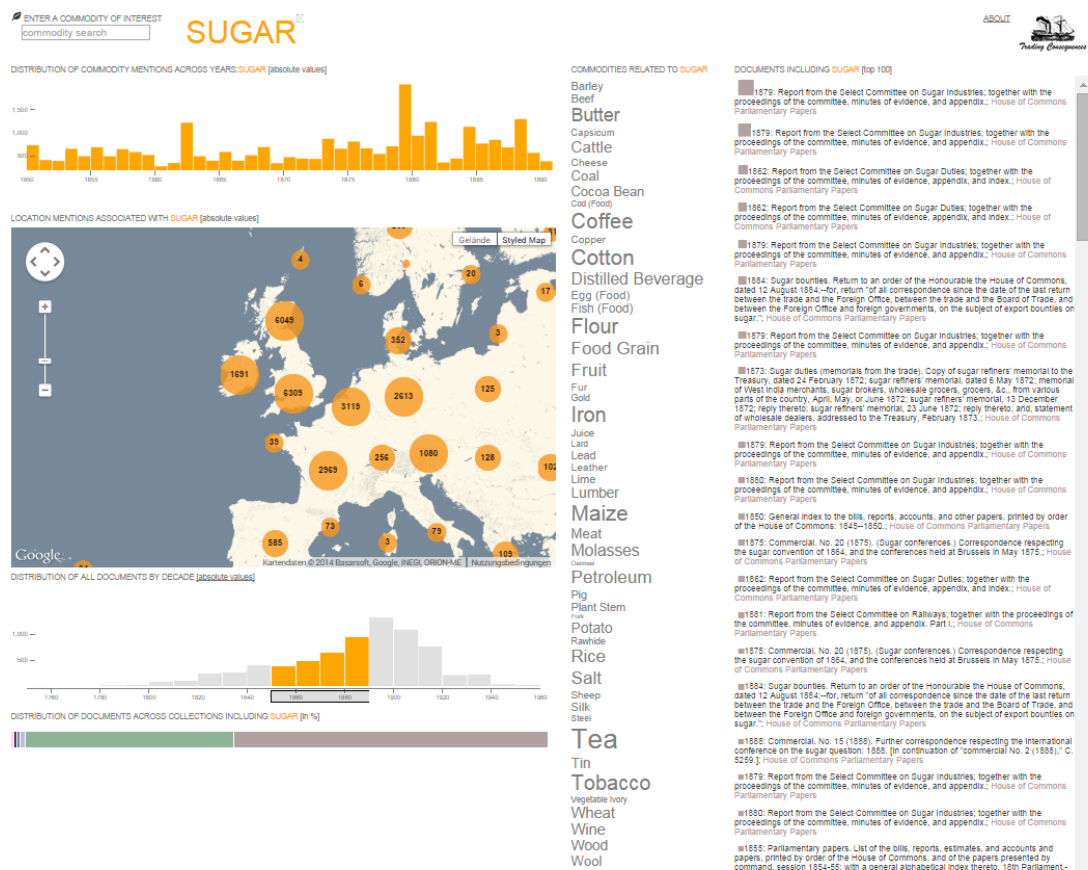 ENTER A COMMODITY OF INTEREST
commodity search
SUGAR
ABOUT
Trading Consequences
DISTRIBUTION OF COMMODITY MENTIONS ACROSS YEARS:SUGAR [absolute values]
1,500
1,000
500
1850 1855 1860 1865 1870 1875 1880 1885 1890
LOCATION MENTIONS ASSOCIATED WITH SUGAR [absolute values]
Gelände Styled Map
4
6
20
17
6049
352
3
1691
6309
3119
2613
125
39
2969
256
1080
128
102
73
3
79
585
109
Google
Kartendaten © 2014 Basarsoft, Google, INEGI, ORION-ME Nutzungsbedingungen
DISTRIBUTION OF ALL DOCUMENTS BY DECADE [absolute values]
1,000
500
1760 1780 1800 1820 1840 1860 1880 1900 1920 1940 1960
DISTRIBUTION OF DOCUMENTS ACROSS COLLECTIONS INCLUDING SUGAR [in %]
COMMODITIES RELATED TO SUGAR
Barley
Beef
Butter
Capsicum
Cattle
Cheese
Coal
Cocoa Bean
Cod (Food)
Coffee
Copper
Cotton
Distilled Beverage
Egg (Food)
Fish (Food)
Flour
Food Grain
Fruit
Fur
Gold
Iron
Juice
Lard
Lead
Leather
Lime
Lumber
Maize
Meat
Molasses
Oatmeal
Petroleum
Pig
Plant Stem
Pork
Potato
Rawhide
Rice
Salt
Sheep
Silk
Steel
Tea
Tin
Tobacco
Vegetable Ivory
Wheat
Wine
Wood
Wool
DOCUMENTS INCLUDING SUGAR [top 100]
1879: Report from the Select Committee on Sugar Industries; together with the
proceedings of the committee, minutes of evidence, and appendix.; House of Commons
Parliamentary Papers
1879: Report from the Select Committee on Sugar Industries; together with the
proceedings of the committee, minutes of evidence, and appendix.; House of Commons
Parliamentary Papers
1862: Report from the Select Committee on Sugar Duties; together with the
proceedings of the committee, minutes of evidence, appendix, and index.; House of
Commons Parliamentary Papers
1862: Report from the Select Committee on Sugar Duties; together with the
proceedings of the committee, minutes of evidence, appendix, and index.; House of
Commons Parliamentary Papers
1879: Report from the Select Committee on Sugar Industries; together with the
proceedings of the committee, minutes of evidence, and appendix.; House of Commons
Parliamentary Papers
1884: Sugar bounties. Return to an order of the Honourable the House of Commons,
dated 12 August 1884;--for, return "of all correspondence since the date of the last return
between the trade and the Foreign Office, between the trade and the Board of Trade, and
between the Foreign Office and foreign governments, on the subject of export bounties on
sugar."; House of Commons Parliamentary Papers
1879: Report from the Select Committee on Sugar Industries; together with the
proceedings of the committee, minutes of evidence, and appendix.; House of Commons
Parliamentary Papers
1873: Sugar duties (memorials from the trade). Copy of sugar refiners' memorial to the
Treasury, dated 24 February 1872; sugar refiners' memorial, dated 6 May 1872; memorial
of West India merchants, sugar brokers, wholesale grocers, grocers, &c., from various
parts of the country, April, May, or June 1872; sugar refiners' memorial, 13 December
1872; reply thereto; sugar refiners' memorial, 23 June 1872; reply thereto; and, statement
of wholesale dealers, addressed to the Treasury, February 1873.; House of Commons
Parliamentary Papers
1879: Report from the Select Committee on Sugar Industries; together with the
proceedings of the committee, minutes of evidence, and appendix.; House of Commons
Parliamentary Papers
1880: Report from the Select Committee on Sugar Industries; together with the
proceedings of the committee, minutes of evidence, and appendix.; House of Commons
Parliamentary Papers
1850: General index to the bills, reports, accounts, and other papers, printed by order
of the House of Commons: 1845--1850.; House of Commons Parliamentary Papers
1875: Commercial. No. 20 (1875). (Sugar conferences.) Correspondence respecting
the sugar convention of 1864, and the conferences held at Brussels in May 1875.; House
of Commons Parliamentary Papers
1862: Report from the Select Committee on Sugar Duties; together with the
proceedings of the committee, minutes of evidence, appendix, and index.; House of
Commons Parliamentary Papers
1881: Report from the Select Committee on Railways; together with the proceedings of
the committee, minutes of evidence, and appendix. Part I.; House of Commons
Parliamentary Papers
1875: Commercial. No. 20 (1875). (Sugar conferences.) Correspondence respecting
the sugar convention of 1864, and the conferences held at Brussels in May 1875.; House
of Commons Parliamentary Papers
1884: Sugar bounties. Return to an order of the Honourable the House of Commons,
dated 12 August 1884;--for, return "of all correspondence since the date of the last return
between the trade and the Foreign Office, between the trade and the Board of Trade, and
between the Foreign Office and foreign governments, on the subject of export bounties on
sugar."; House of Commons Parliamentary Papers
1888: Commercial. No. 15 (1888). Further correspondence respecting the international
conference on the sugar question: 1888. [In continuation of "commercial No. 2 (1888)," C.
5259.]; House of Commons Parliamentary Papers
1879: Report from the Select Committee on Sugar Industries; together with the
proceedings of the committee, minutes of evidence, and appendix.; House of Commons
Parliamentary Papers
1880: Report from the Select Committee on Sugar Industries; together with the
proceedings of the committee, minutes of evidence, and appendix.; House of Commons
Parliamentary Papers
1855: Parliamentary papers. List of the bills, reports, estimates, and accounts and
papers, printed by order of the House of Commons, and of the papers presented by
command, session 1854-55; with a general alphabetical index thereto. 16th Parliament.-